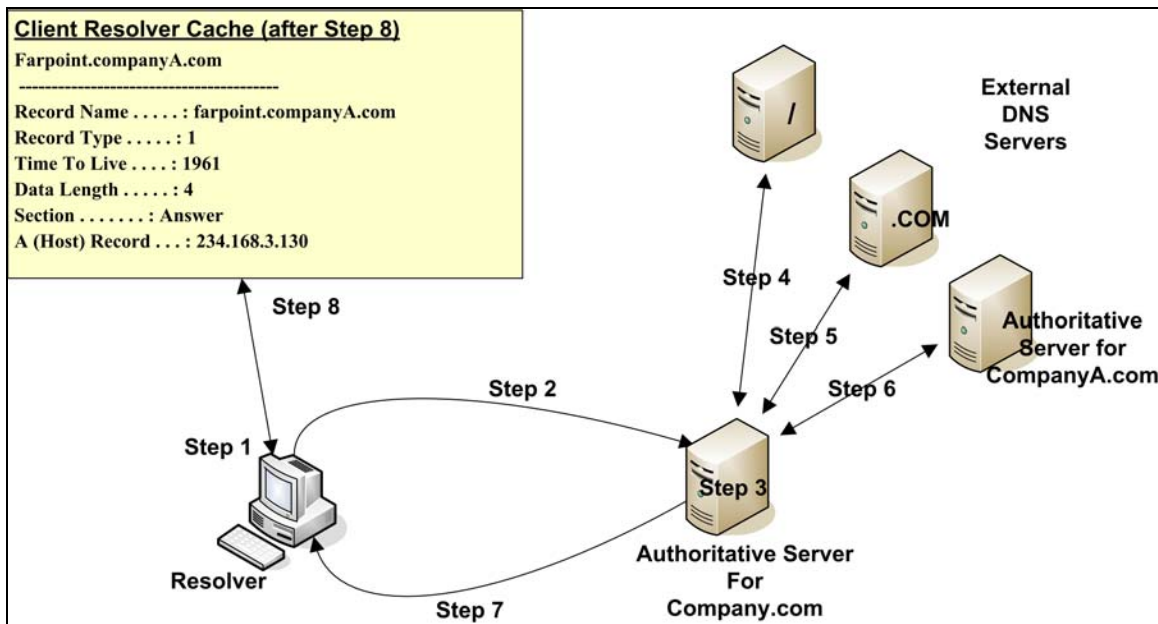 Client Resolver Cache (after Step 8)
Farpoint.companyA.com
-----------------------------------------
Record Name . . . . . : farpoint.companyA.com
Record Type . . . . . : 1
Time To Live . . . . : 1961
Data Length . . . . . : 4
Section . . . . . . . : Answer
A (Host) Record . . . : 234.168.3.130
/
External
DNS
Servers
.COM
Step 4
Step 8
Step 5
Authoritative
Server for
CompanyA.com
Step 6
Step 2
Step 1
Step 3
Resolver
Authoritative Server
For
Company.com
Step 7